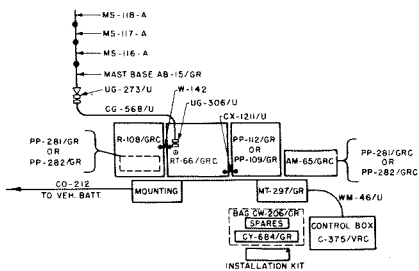 MS-118-A
MS-117-A
MS-116-A
MAST BASE AB-15/GR
UG-273/U
W-142
CG-568/U
UG-306/U
CX-1211/U
PP-281/GR
OR
PP-282/GR
R-108/GRC
RT-66/GRC
PP-112/GR
OR
PP-109/GR
AM-65/GRC
PP-281/GRC
OR
PP-282/GRC
CO-212
TO VEH. BATT.
MOUNTING
MT-297/GR
WM-46/U
BAG CW-206/GR
SPARES
CY-684/GR
CONTROL BOX
C-375/VRC
INSTALLATION KIT